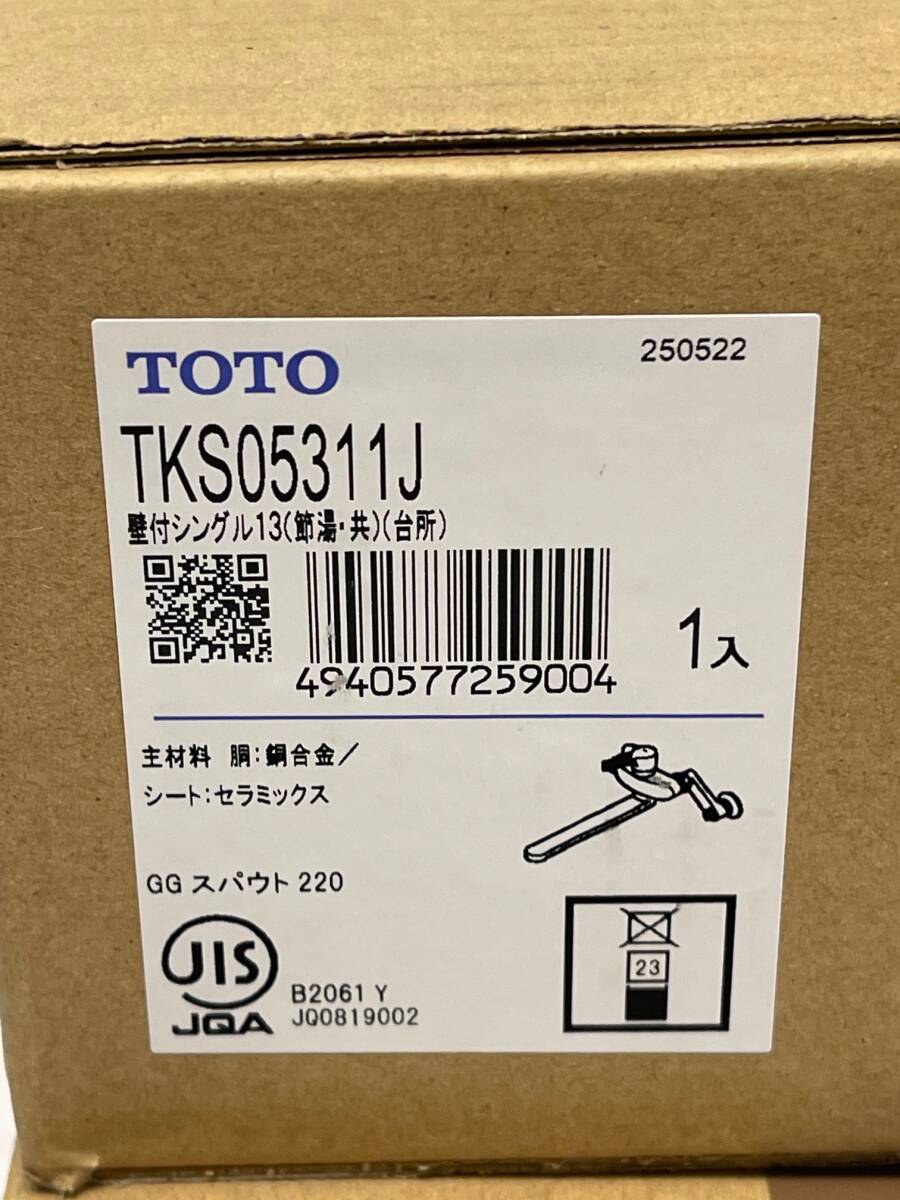 TOTO
250522
TKS05311J
壁付シングル13(節湯・共)(台所)
4940577259004
1入
主材料 胴:銅合金/
シート:セラミックス
GG スパウト 220
JIS
JQA
B2061 Y
JQ0819002
23